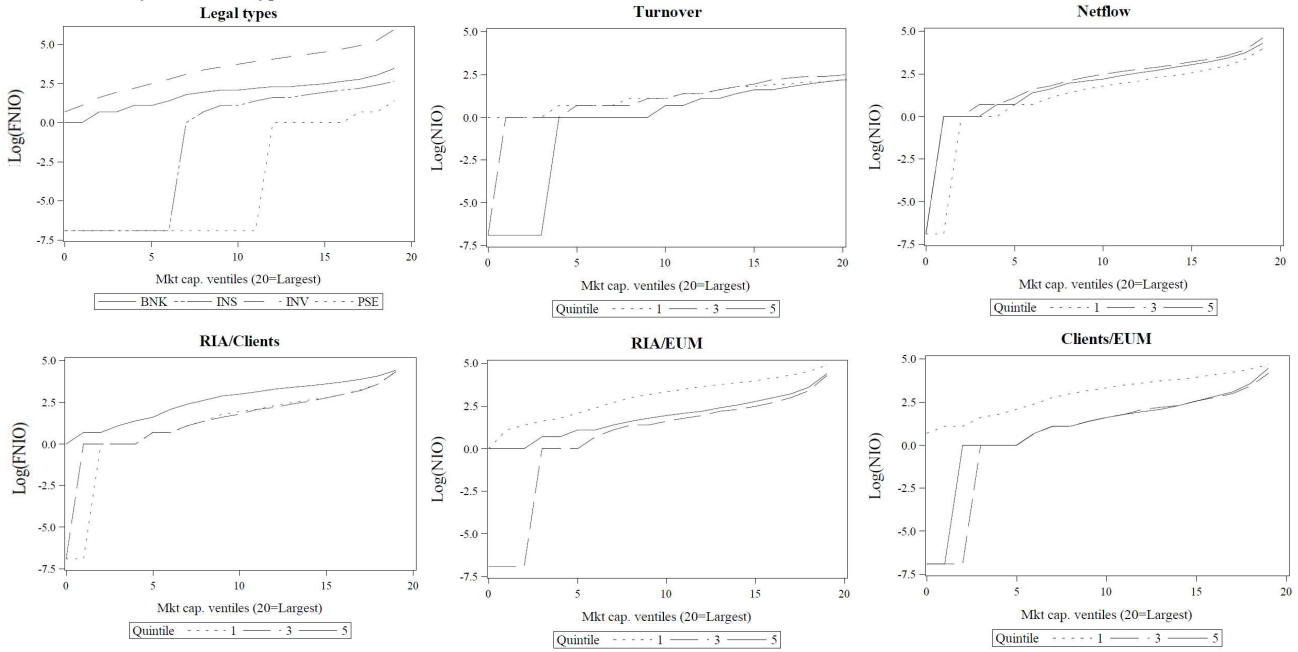 Legal types
Log(FNIO)
5.0
2.5
0.0
-2.5
-5.0
-7.5
0 5 10 15 20
Mkt cap. ventiles (20=Largest)
BNK INS INV PSE
Turnover
Log(NIO)
5.0
2.5
0.0
-2.5
-5.0
-7.5
0 5 10 15 20
Mkt cap. ventiles (20=Largest)
Quintile 1 3 5
Netflow
Log(NIO)
5.0
2.5
0.0
-2.5
-5.0
-7.5
0 5 10 15 20
Mkt cap. ventiles (20=Largest)
Quintile 1 3 5
RIA/Clients
Log(FNIO)
5.0
2.5
0.0
-2.5
-5.0
-7.5
0 5 10 15 20
Mkt cap. ventiles (20=Largest)
Quintile 1 3 5
RIA/EUM
Log(NIO)
5.0
2.5
0.0
-2.5
-5.0
-7.5
0 5 10 15 20
Mkt cap. ventiles (20=Largest)
Quintile 1 3 5
Clients/EUM
Log(NIO)
5.0
2.5
0.0
-2.5
-5.0
-7.5
0 5 10 15 20
Mkt cap. ventiles (20=Largest)
Quintile 1 3 5